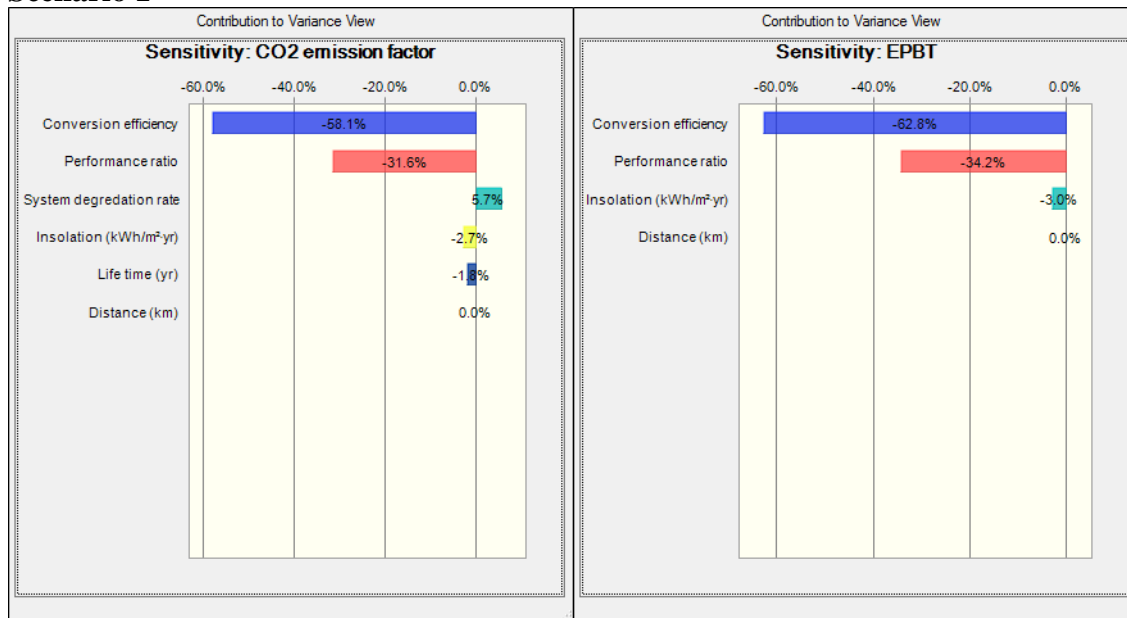 Contribution to Variance View
Sensitivity: CO2 emission factor
-60.0% -40.0% -20.0% 0.0%
Conversion efficiency -58.1%
Performance ratio -31.6%
System degredation rate 5.7%
Insolation (kWh/m²·yr) -2.7%
Life time (yr) -1.8%
Distance (km) 0.0%
Contribution to Variance View
Sensitivity: EPBT
-60.0% -40.0% -20.0% 0.0%
Conversion efficiency -62.8%
Performance ratio -34.2%
Insolation (kWh/m²·yr) -3.0%
Distance (km) 0.0%